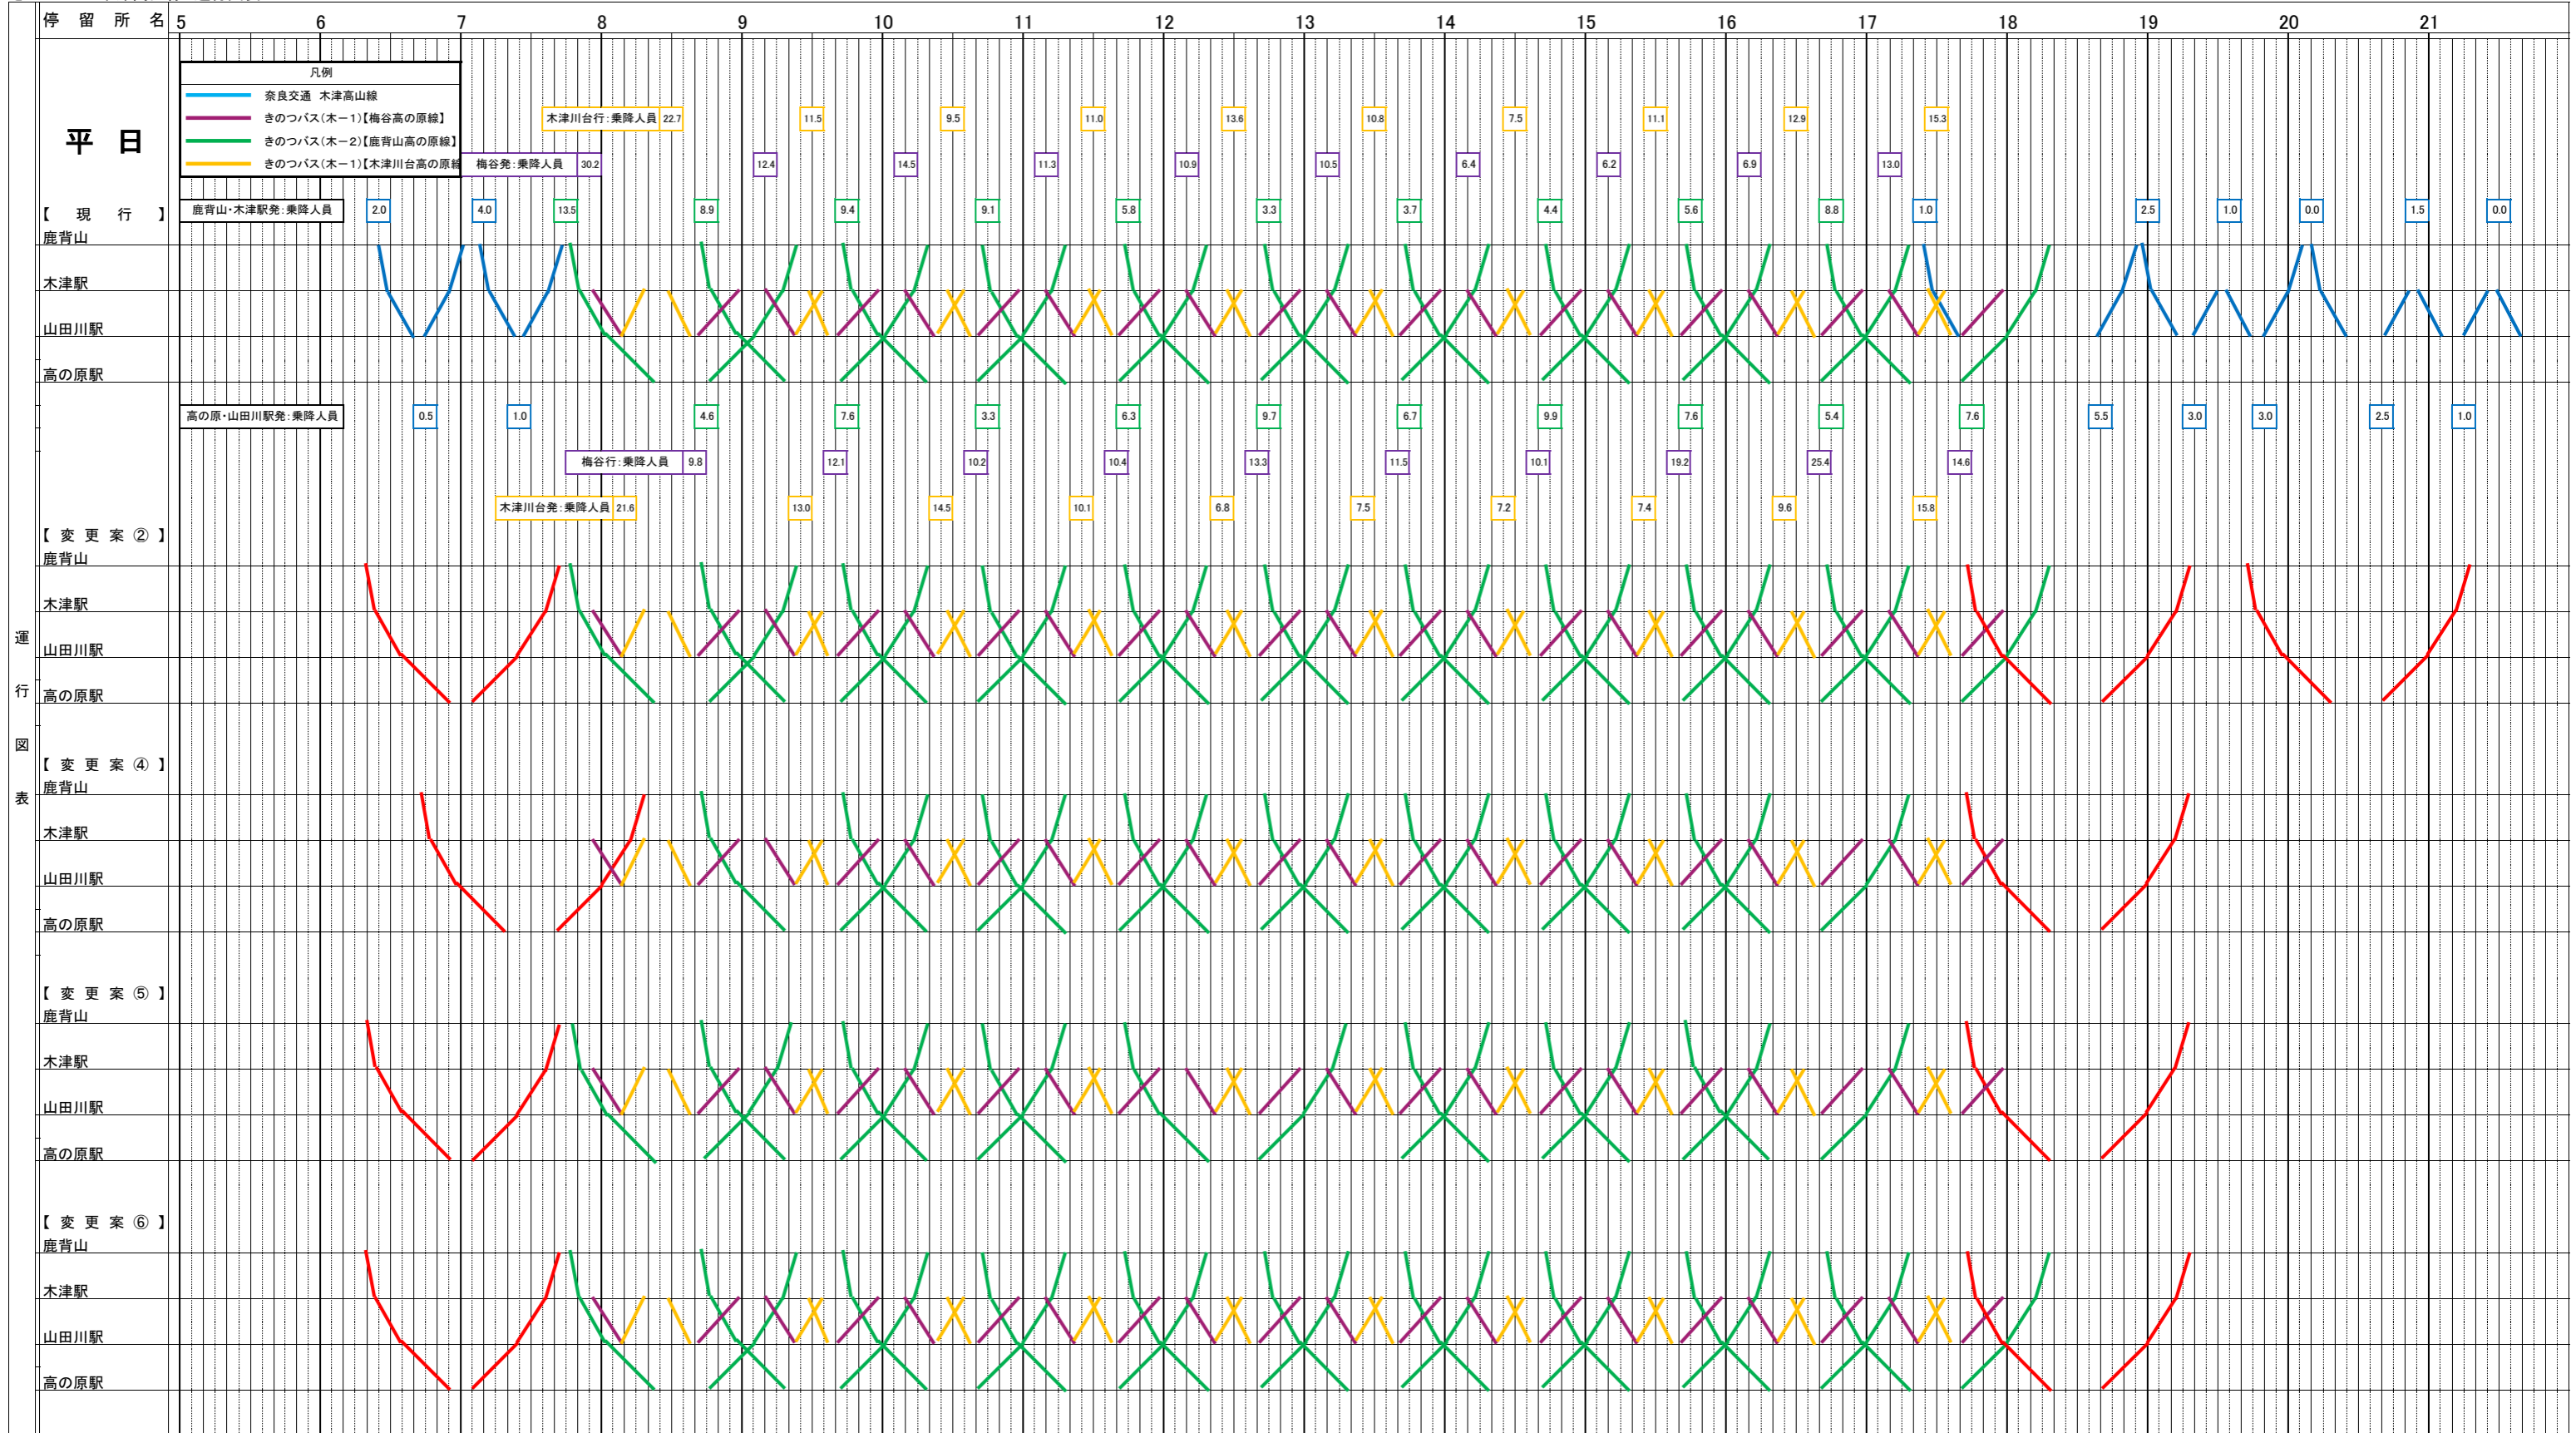 停留所名 5 6 7 8 9 10 11 12 13 14 15 16 17 18 19 20 21
平日
凡例
奈良交通 木津高山線
きのつバス(木－1)【梅谷高の原線】
きのつバス(木－2)【鹿背山高の原線】
きのつバス(木－1)【木津川台高の原線
木津川台行：乗降人員 22.7 11.5 9.5 11.0 13.6 10.8 7.5 11.1 12.9 15.3
梅谷発：乗降人員 30.2 12.4 14.5 11.3 10.9 10.5 6.4 6.2 6.9 13.0
【現行】
鹿背山・木津駅発：乗降人員 2.0 4.0 13.5 8.9 9.4 9.1 5.8 3.3 3.7 4.4 5.6 8.8 1.0 2.5 1.0 0.0 1.5 0.0
鹿背山
木津駅
山田川駅
高の原駅
高の原・山田川駅発：乗降人員 0.5 1.0 4.6 7.6 3.3 6.3 9.7 6.7 9.9 7.6 5.4 7.6 5.5 3.0 3.0 2.5 1.0
梅谷行：乗降人員 9.8 12.1 10.2 10.4 13.3 11.5 10.1 19.2 25.4 14.6
木津川台発：乗降人員 21.6 13.0 14.5 10.1 6.8 7.5 7.2 7.4 9.6 15.8
【変更案②】
鹿背山
木津駅
山田川駅
高の原駅
【変更案④】
鹿背山
木津駅
山田川駅
高の原駅
【変更案⑤】
鹿背山
木津駅
山田川駅
高の原駅
【変更案⑥】
鹿背山
木津駅
山田川駅
高の原駅
運行図表